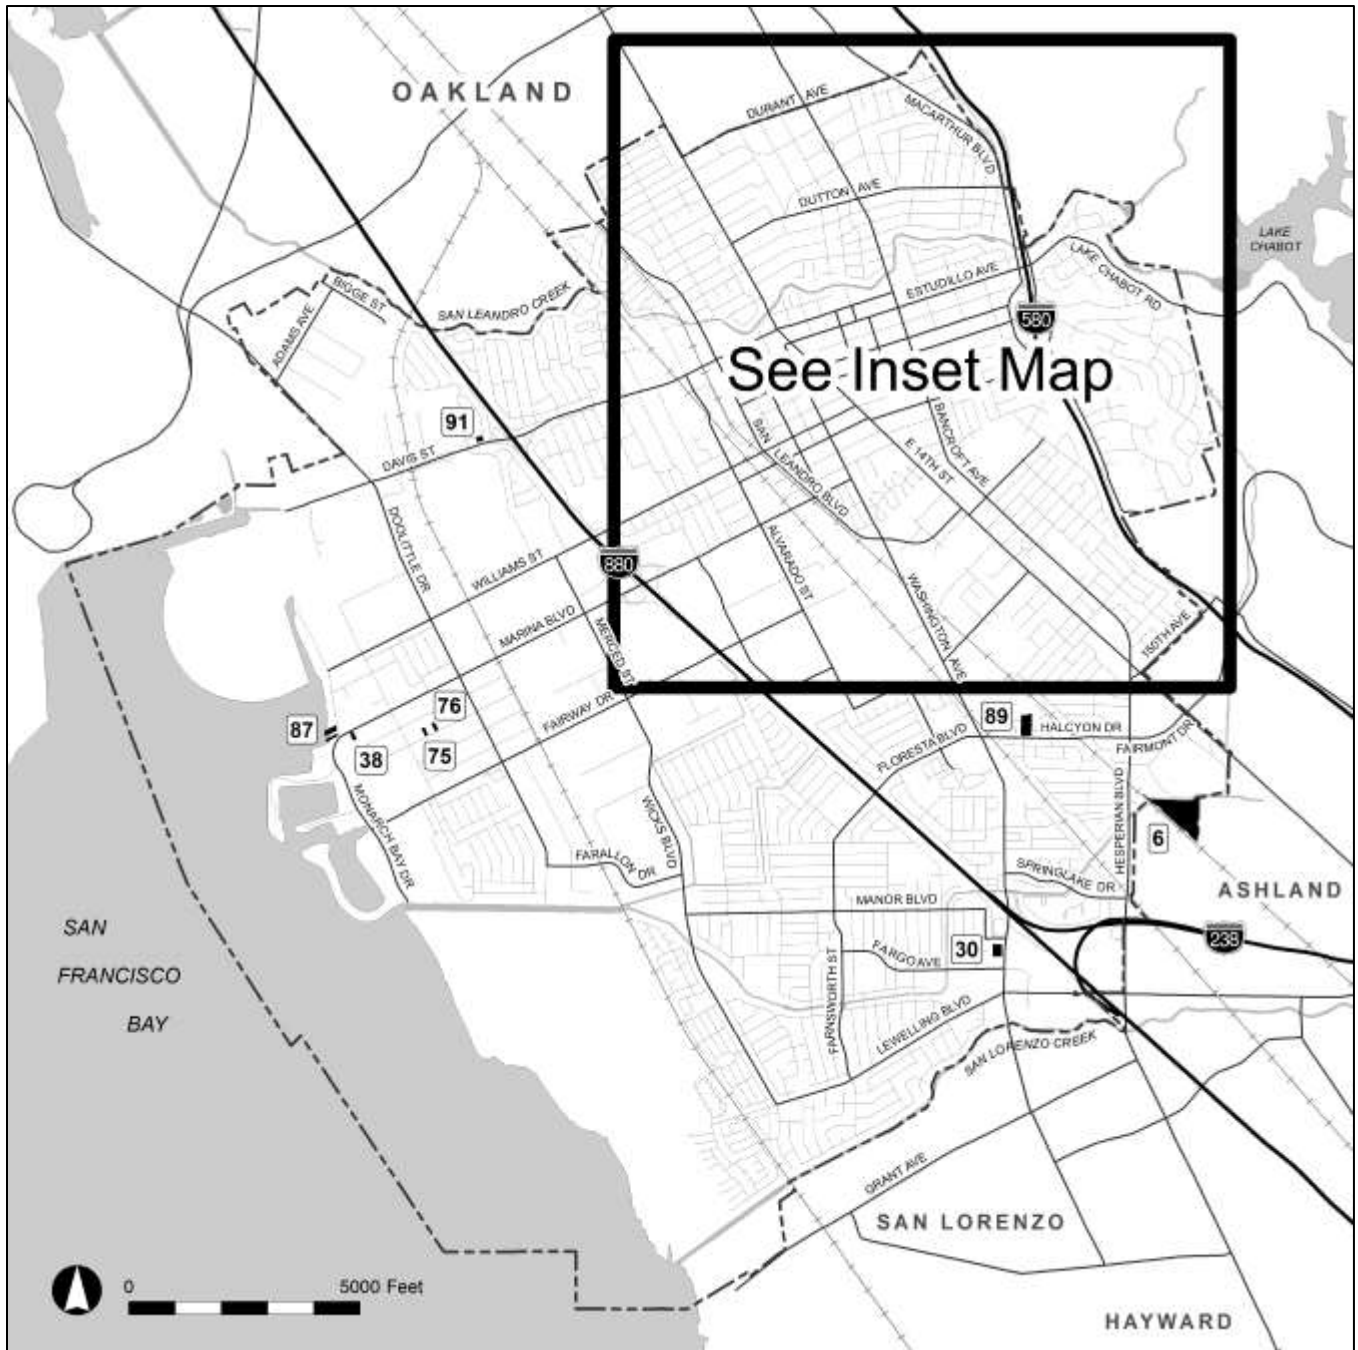 OAKLAND
DURANT AVE
MACARTHUR BLVD
DUTTON AVE
LAKE
CHABOT
LAKE CHABOT RD
ESTUDILLO AVE
BIGGE ST
SAN LEANDRO CREEK
ADAMS AVE
580
See Inset Map
91
DAVIS ST
BANCROFT AVE
E 14TH ST
SAN LEANDRO BLVD
DOOLITTLE DR
ALVARADO ST
880
WILLIAMS ST
WASHINGTON AVE
MARINA BLVD
MERCED ST
150TH AVE
FAIRWAY DR
76
87
38
75
89
HALCYON DR
FLORESTA BLVD
FAIRMONT DR
MONARCH BAY DR
WICKS BLVD
HESPERIAN BLVD
6
FARALLON DR
SPRINGLAKE DR
ASHLAND
MANOR BLVD
238
30
FARGO AVE
SAN
FRANCISCO
BAY
FARNSWORTH ST
LEWELLING BLVD
SAN LORENZO CREEK
GRANT AVE
SAN LORENZO
0 5000 Feet
HAYWARD